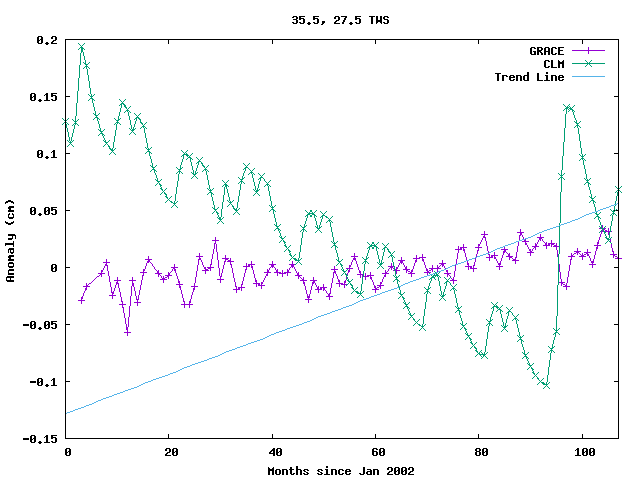 35.5, 27.5 TWS
GRACE
CLM
Trend Line
Anomaly (cm)
0.2
0.15
0.1
0.05
0
-0.05
-0.1
-0.15
0 20 40 60 80 100
Months since Jan 2002